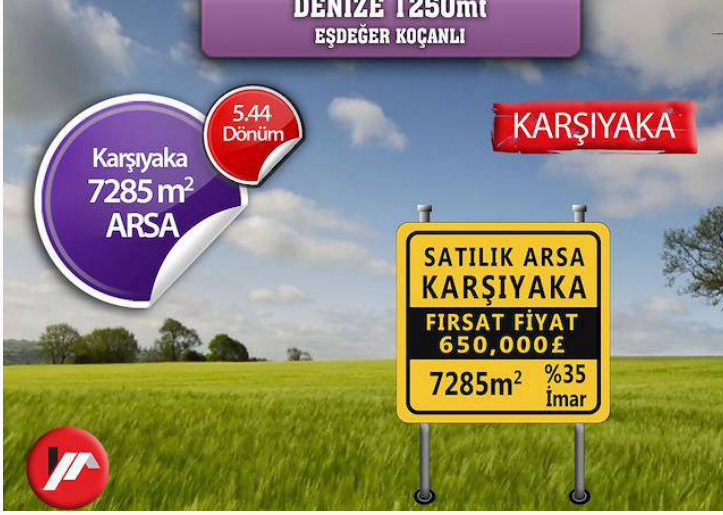 DENİZE 1250mt
EŞDEĞER KOÇANLI
5.44
Dönüm
Karşıyaka
7285 m²
ARSA
KARŞIYAKA
SATILIK ARSA
KARŞIYAKA
FIRSAT FİYAT
650,000£
7285m² %35
İmar